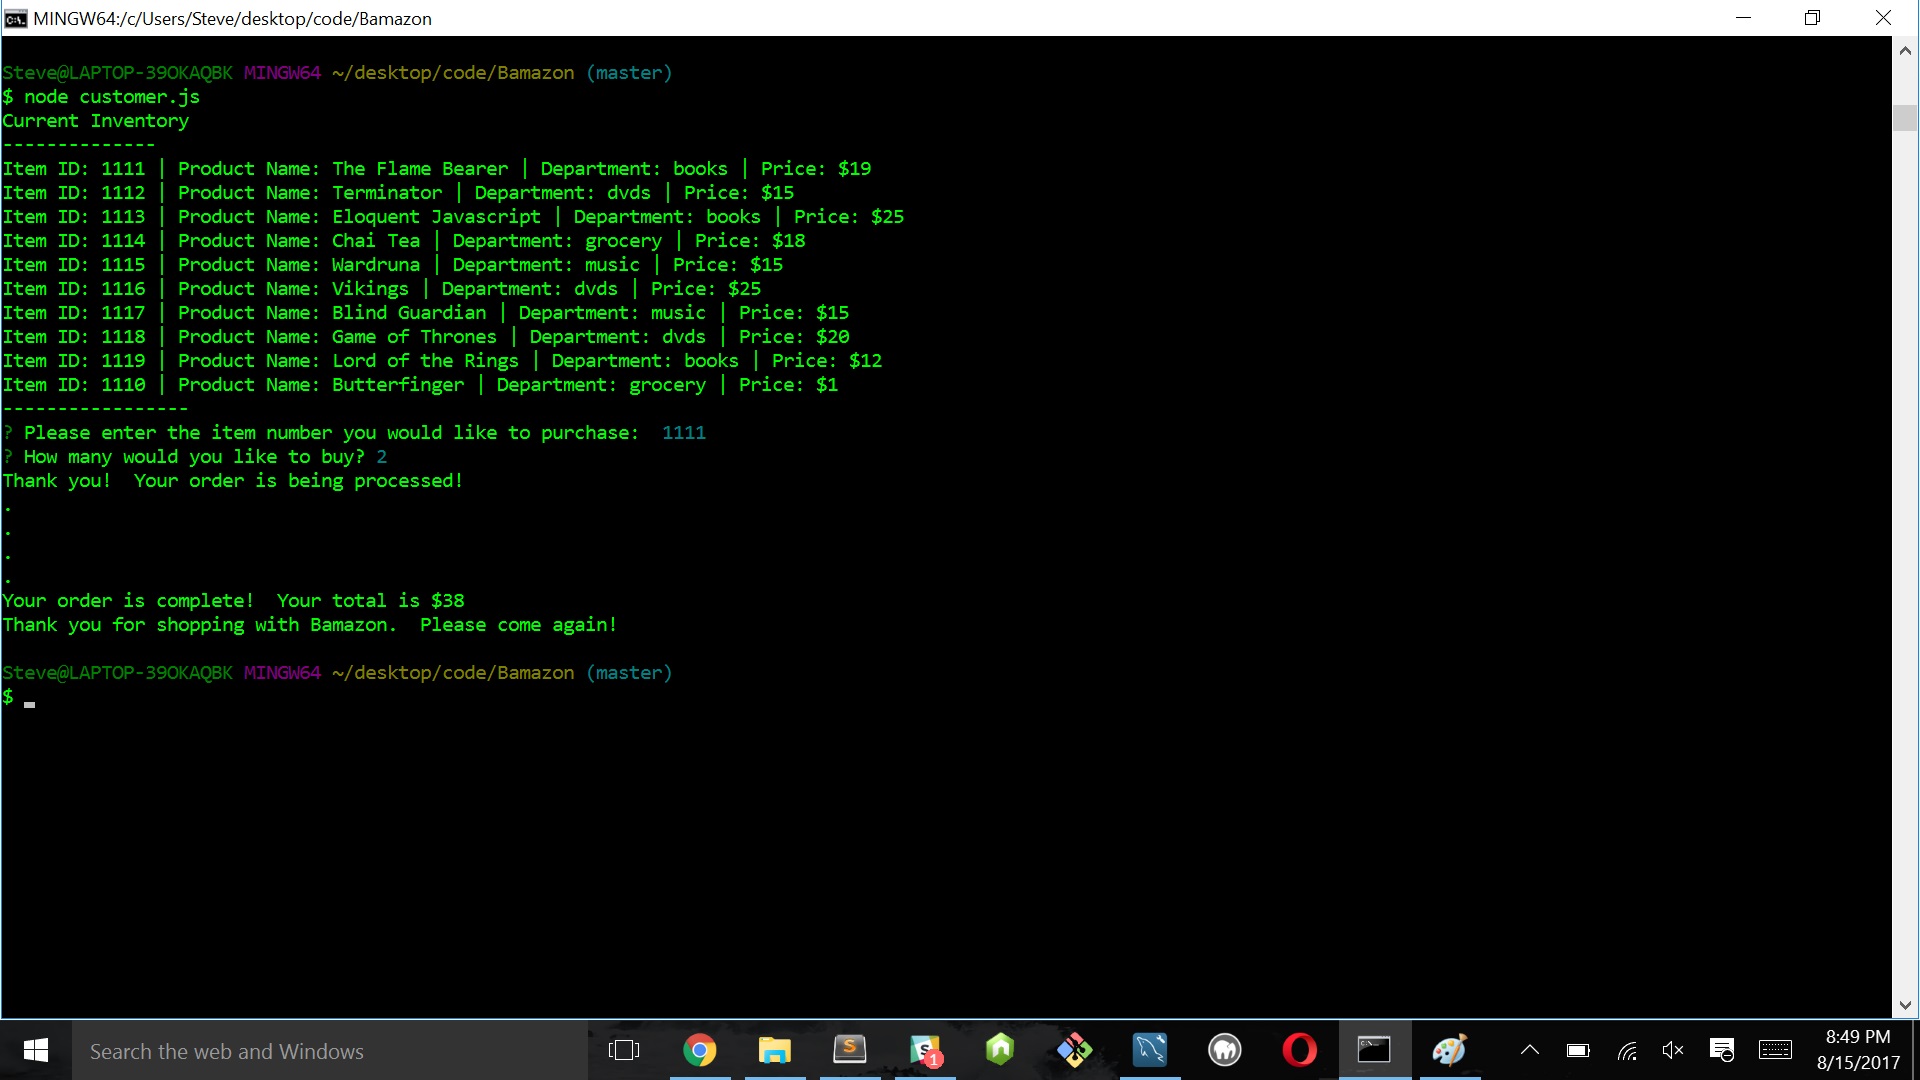 MINGW64:/c/Users/Steve/desktop/code/Bamazon
Steve@LAPTOP-39OKAQBK MINGW64 ~/desktop/code/Bamazon (master)
$ node customer.js
Current Inventory
--------------
Item ID: 1111 | Product Name: The Flame Bearer | Department: books | Price: $19
Item ID: 1112 | Product Name: Terminator | Department: dvds | Price: $15
Item ID: 1113 | Product Name: Eloquent Javascript | Department: books | Price: $25
Item ID: 1114 | Product Name: Chai Tea | Department: grocery | Price: $18
Item ID: 1115 | Product Name: Wardruna | Department: music | Price: $15
Item ID: 1116 | Product Name: Vikings | Department: dvds | Price: $25
Item ID: 1117 | Product Name: Blind Guardian | Department: music | Price: $15
Item ID: 1118 | Product Name: Game of Thrones | Department: dvds | Price: $20
Item ID: 1119 | Product Name: Lord of the Rings | Department: books | Price: $12
Item ID: 1110 | Product Name: Butterfinger | Department: grocery | Price: $1
-----------------
? Please enter the item number you would like to purchase:  1111
? How many would you like to buy? 2
Thank you!  Your order is being processed!
.
.
.
.
Your order is complete!  Your total is $38
Thank you for shopping with Bamazon.  Please come again!
Steve@LAPTOP-39OKAQBK MINGW64 ~/desktop/code/Bamazon (master)
$
Search the web and Windows
1
8:49 PM
8/15/2017